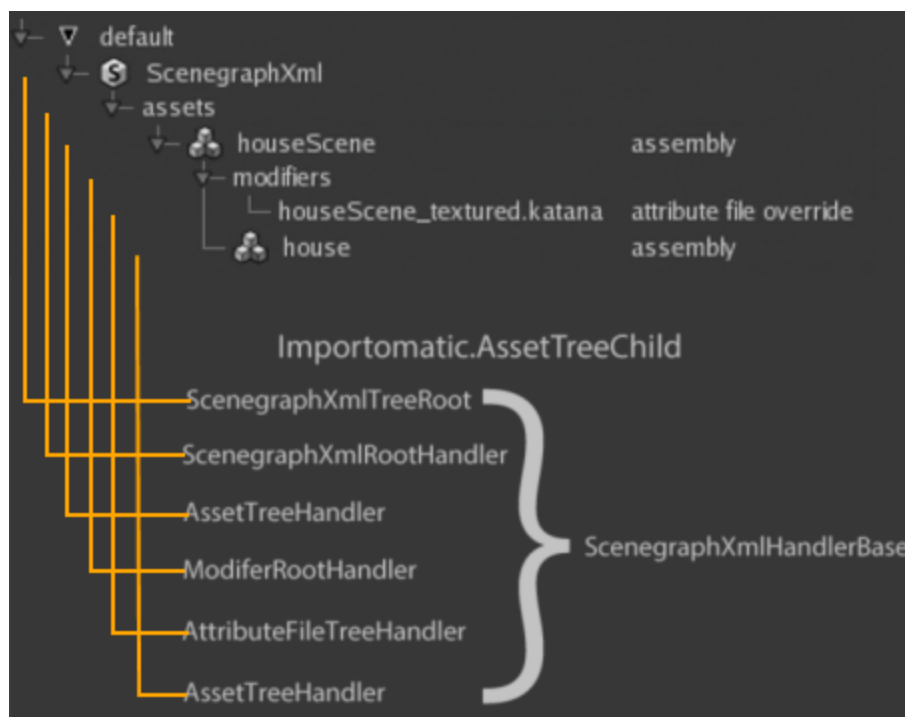 default
ScenegraphXml
assets
houseScene assembly
modifiers
houseScene_textured.katana attribute file override
house assembly
Importomatic.AssetTreeChild
ScenegraphXmlTreeRoot
ScenegraphXmlRootHandler
AssetTreeHandler
ScenegraphXmlHandlerBase
ModiferRootHandler
AttributeFileTreeHandler
AssetTreeHandler